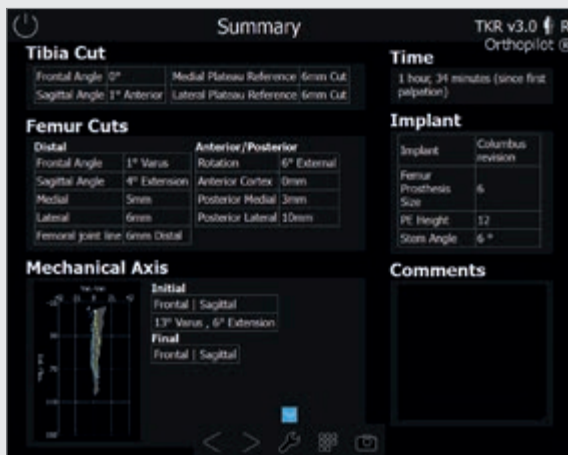 Summary
TKR v3.0 R
Orthopilot ®
Tibia Cut
Frontal Angle 0° Medial Plateau Reference 6mm Cut
Sagittal Angle 1° Anterior Lateral Plateau Reference 6mm Cut
Femur Cuts
Distal
Frontal Angle 1° Varus
Sagittal Angle 4° Extension
Medial 5mm
Lateral 6mm
Femoral joint line 6mm Distal
Anterior/Posterior
Rotation 6° External
Anterior Cortex 0mm
Posterior Medial 3mm
Posterior Lateral 10mm
Mechanical Axis
Initial
Frontal | Sagittal
13° Varus , 6° Extension
Final
Frontal | Sagittal
Time
1 hour, 34 minutes (since first
palpation)
Implant
Implant Columbus
revision
Femur
Prosthesis
Size 6
PE Height 12
Stem Angle 6 °
Comments